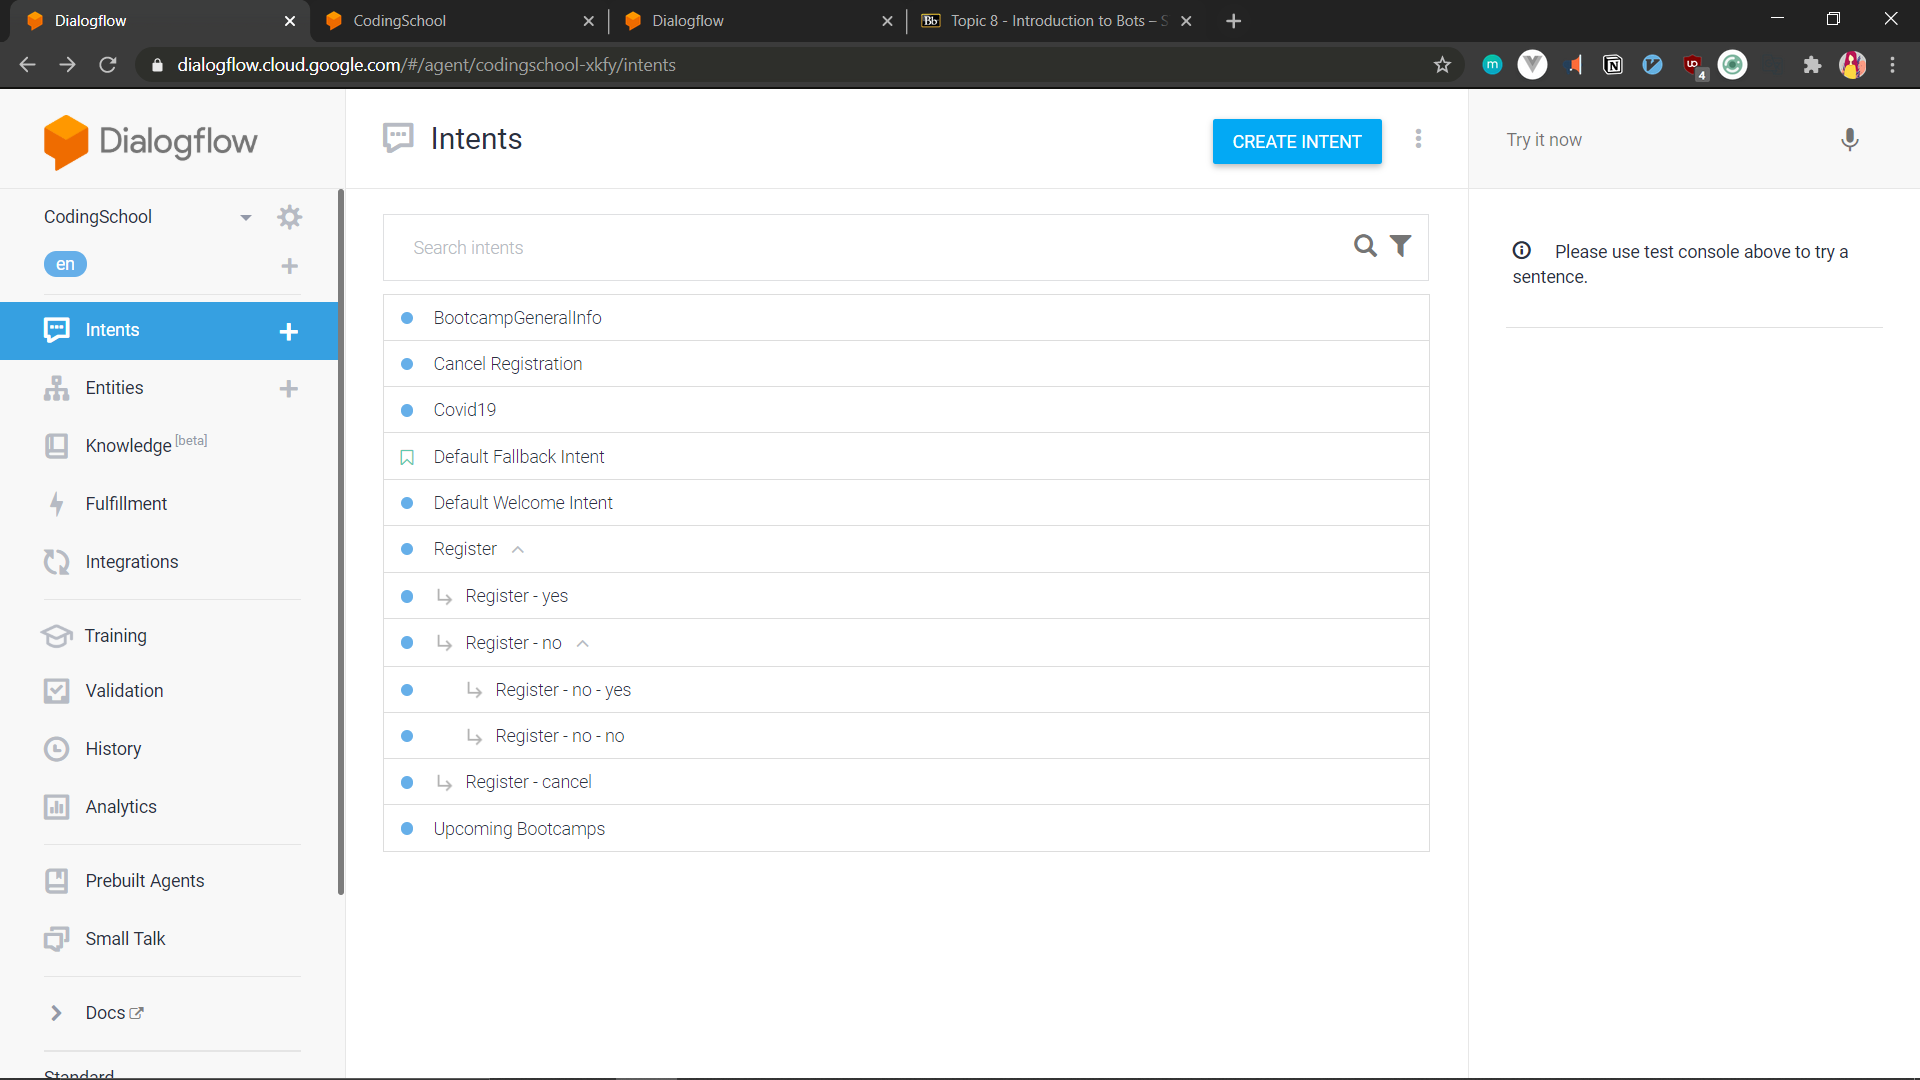 Dialogflow
CodingSchool
Dialogflow
Bb Topic 8 - Introduction to Bots – S
dialogflow.cloud.google.com/#/agent/codingschool-xkfy/intents
m
N
UD
4
Dialogflow
Intents
CREATE INTENT
Try it now
CodingSchool
en
Search intents
Please use test console above to try a
sentence.
Intents
Entities
Knowledge [beta]
Fulfillment
Integrations
Training
Validation
History
Analytics
Prebuilt Agents
Small Talk
Docs
Standard
BootcampGeneralInfo
Cancel Registration
Covid19
Default Fallback Intent
Default Welcome Intent
Register
Register - yes
Register - no
Register - no - yes
Register - no - no
Register - cancel
Upcoming Bootcamps